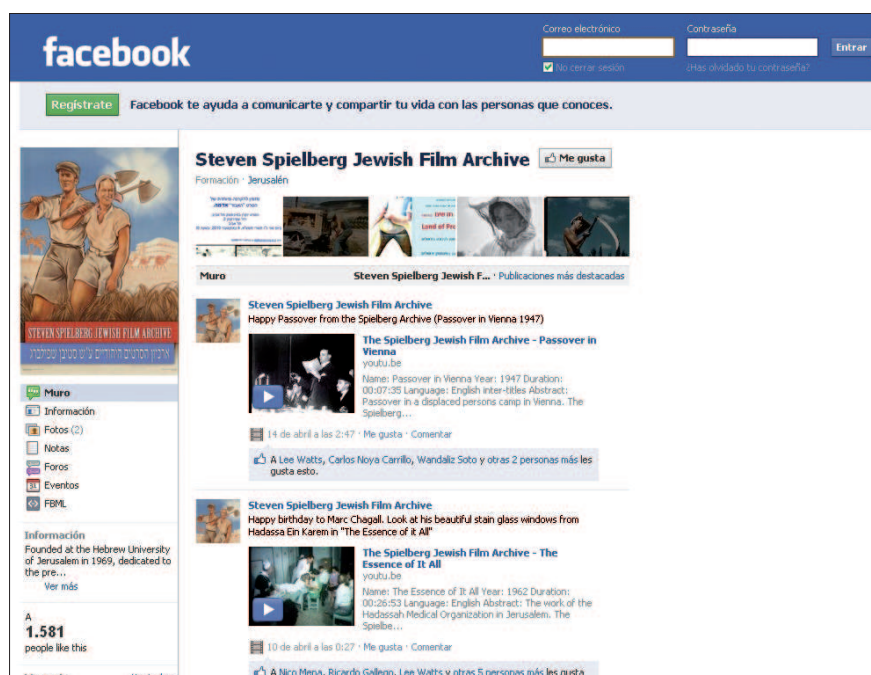 facebook
Correo electrónico
Contraseña
Entrar
No cerrar sesión
¿Has olvidado tu contraseña?
Regístrate
Facebook te ayuda a comunicarte y compartir tu vida con las personas que conoces.
STEVEN SPIELBERG JEWISH FILM ARCHIVE
ארכיון הסרטים היהודיים ע״ש סטיבן שפילברג
Muro
Información
Fotos (2)
Notas
Foros
Eventos
FBML
Información
Founded at the Hebrew University
of Jerusalem in 1969, dedicated to
the pre...
Ver más
A
1.581
people like this
Steven Spielberg Jewish Film Archive
Me gusta
Formación · Jerusalén
Land of Pro
Muro
Steven Spielberg Jewish F... · Publicaciones más destacadas
Steven Spielberg Jewish Film Archive
Happy Passover from the Spielberg Archive (Passover in Vienna 1947)
The Spielberg Jewish Film Archive - Passover in
Vienna
youtu.be
Name: Passover in Vienna Year: 1947 Duration:
00:07:35 Language: English inter-titles Abstract:
Passover in a displaced persons camp in Vienna. The
Spielberg...
14 de abril a las 2:47 · Me gusta · Comentar
A Lee Watts, Carlos Noya Carrillo, Wandaliz Soto y otras 2 personas más les
gusta esto.
Steven Spielberg Jewish Film Archive
Happy birthday to Marc Chagall. Look at his beautiful stain glass windows from
Hadassa Ein Karem in "The Essence of it All"
The Spielberg Jewish Film Archive - The
Essence of It All
youtu.be
Name: The Essence of It All Year: 1962 Duration:
00:26:53 Language: English Abstract: The work of the
Hadassah Medical Organization in Jerusalem. The
Spielbe...
10 de abril a las 0:27 · Me gusta · Comentar
A Nico Mena, Ricardo Gallego, Lee Watts y otras 5 personas más les gusta